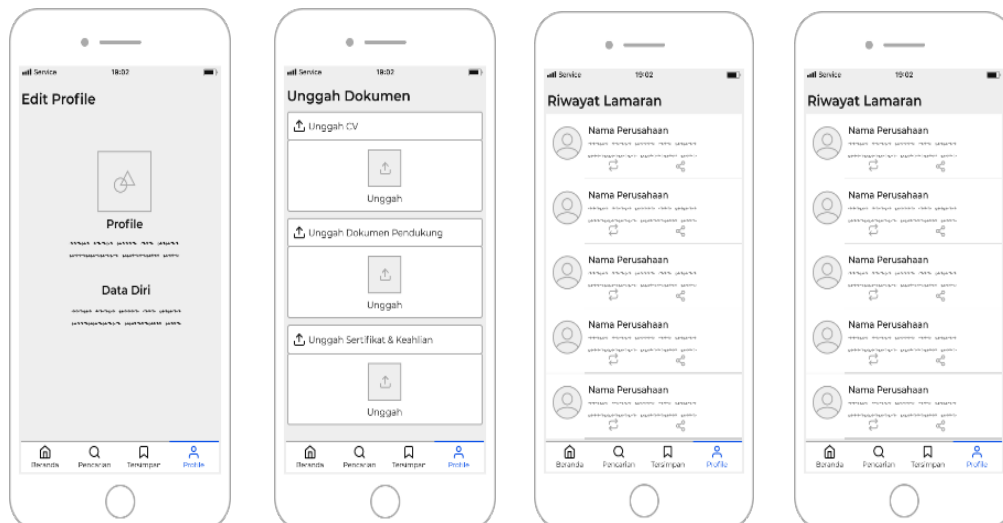 Service 19:02
Edit Profile
Profile
Data Diri
Beranda Pencarian Tersimpan Profile
Service 19:02
Unggah Dokumen
Unggah CV
Unggah
Unggah Dokumen Pendukung
Unggah
Unggah Sertifikat & Keahlian
Unggah
Beranda Pencarian Tersimpan Profile
Service 19:02
Riwayat Lamaran
Nama Perusahaan
Nama Perusahaan
Nama Perusahaan
Nama Perusahaan
Nama Perusahaan
Beranda Pencarian Tersimpan Profile
Service 19:02
Riwayat Lamaran
Nama Perusahaan
Nama Perusahaan
Nama Perusahaan
Nama Perusahaan
Nama Perusahaan
Beranda Pencarian Tersimpan Profile